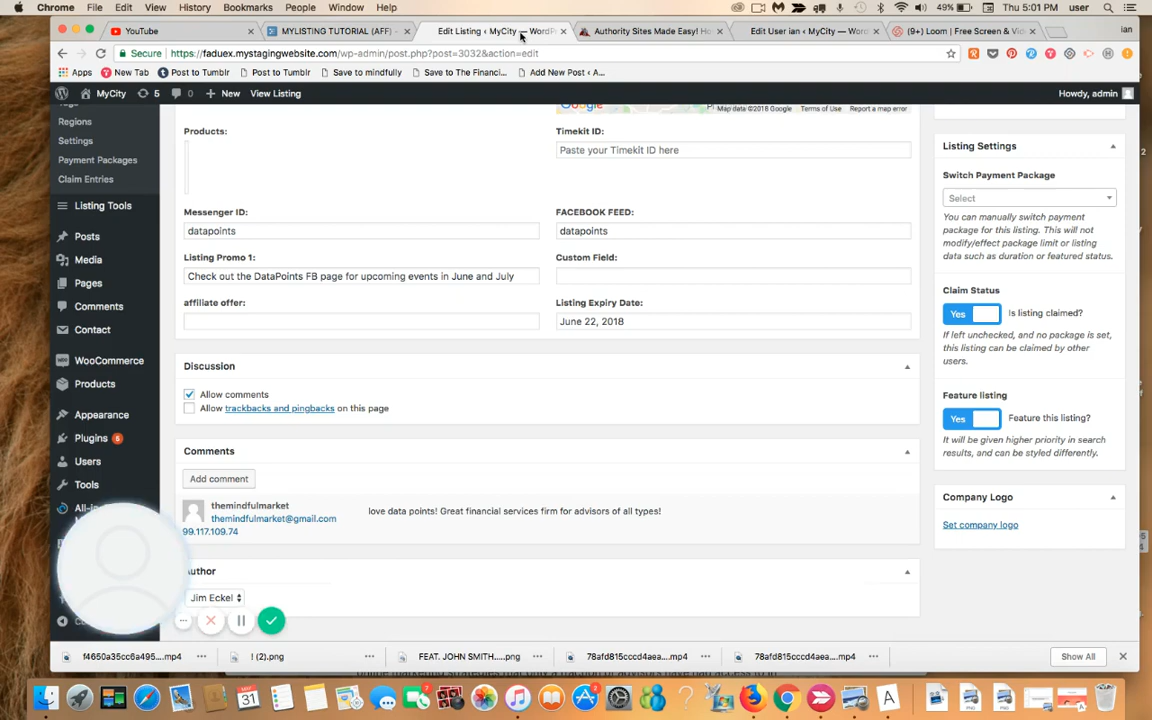 Chrome File Edit View History Bookmarks People Window Help 49% Thu 5:01 PM user
YouTube MYLISTING TUTORIAL (AFF) - Edit Listing ‹ MyCity — WordPr Authority Sites Made Easy! Ho Edit User ian ‹ MyCity — Wor (9+) Loom | Free Screen & Vid ian
Secure https://faduex.mystagingwebsite.com/wp-admin/post.php?post=3032&action=edit
Apps New Tab Post to Tumblr Post to Tumblr Save to mindfully Save to The Financi... Add New Post ‹ A...
MyCity 5 0 New View Listing Howdy, admin
Tags
Regions
Settings
Payment Packages
Claim Entries
Listing Tools
Posts
Media
Pages
Comments
Contact
WooCommerce
Products
Appearance
Plugins 6
Users
Tools
All-in
Google Map data ©2018 Google Terms of Use Report a map error
Products: Timekit ID:
Paste your Timekit ID here
Messenger ID: FACEBOOK FEED:
datapoints datapoints
Listing Promo 1: Custom Field:
Check out the DataPoints FB page for upcoming events in June and July
affiliate offer: Listing Expiry Date:
June 22, 2018
Discussion
Allow comments
Allow trackbacks and pingbacks on this page
Comments
Add comment
themindfulmarket love data points! Great financial services firm for advisors of all types!
themindfulmarket@gmail.com
99.117.109.74
Author
Jim Eckel
Listing Settings
Switch Payment Package
Select
You can manually switch payment
package for this listing. This will not
modify/effect package limit or listing
data such as duration or featured status.
Claim Status
Yes Is listing claimed?
If left unchecked, and no package is set,
this listing can be claimed by other
users.
Feature listing
Yes Feature this listing?
It will be given higher priority in search
results, and can be styled differently.
Company Logo
Set company logo
f4650a35cc6a495....mp4 ! (2).png FEAT. JOHN SMITH.....png 78afd815cccd4aea....mp4 78afd815cccd4aea....mp4 Show All